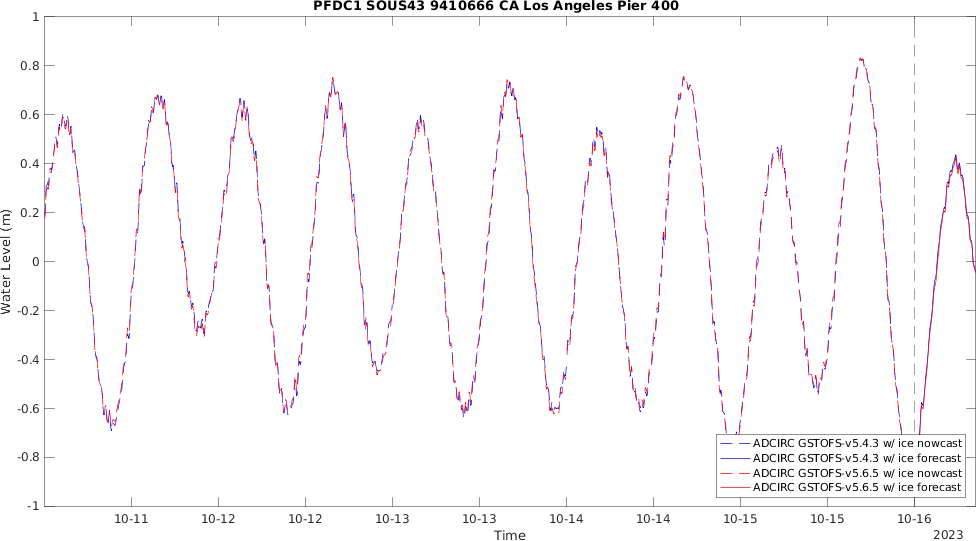 PFDC1 SOUS43 9410666 CA Los Angeles Pier 400
1
0.8
0.6
0.4
0.2
0
-0.2
-0.4
-0.6
-0.8
-1
Water Level (m)
ADCIRC GSTOFS-v5.4.3 w/ ice nowcast
ADCIRC GSTOFS-v5.4.3 w/ ice forecast
ADCIRC GSTOFS-v5.6.5 w/ ice nowcast
ADCIRC GSTOFS-v5.6.5 w/ ice forecast
10-11 10-12 10-12 10-13 10-13 10-14 10-14 10-15 10-15 10-16
Time
2023